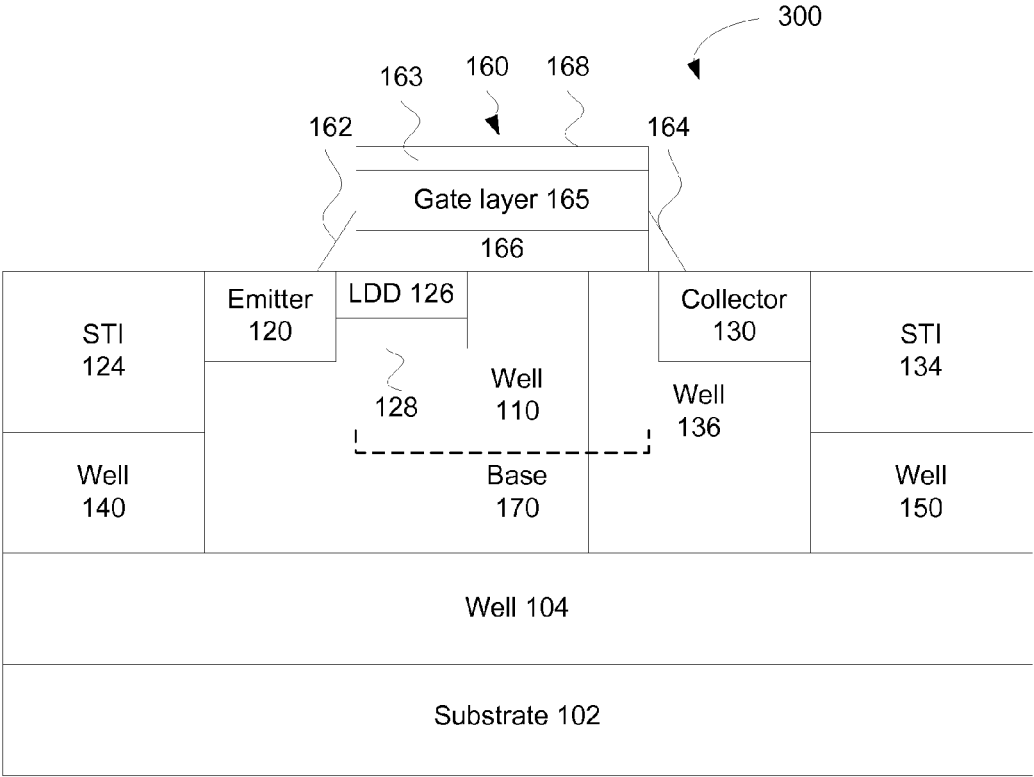 300
163
160
168
162
164
Gate layer 165
166
Emitter
120
LDD 126
Collector
130
STI
124
STI
134
128
Well
110
Well
136
Well
140
Base
170
Well
150
Well 104
Substrate 102